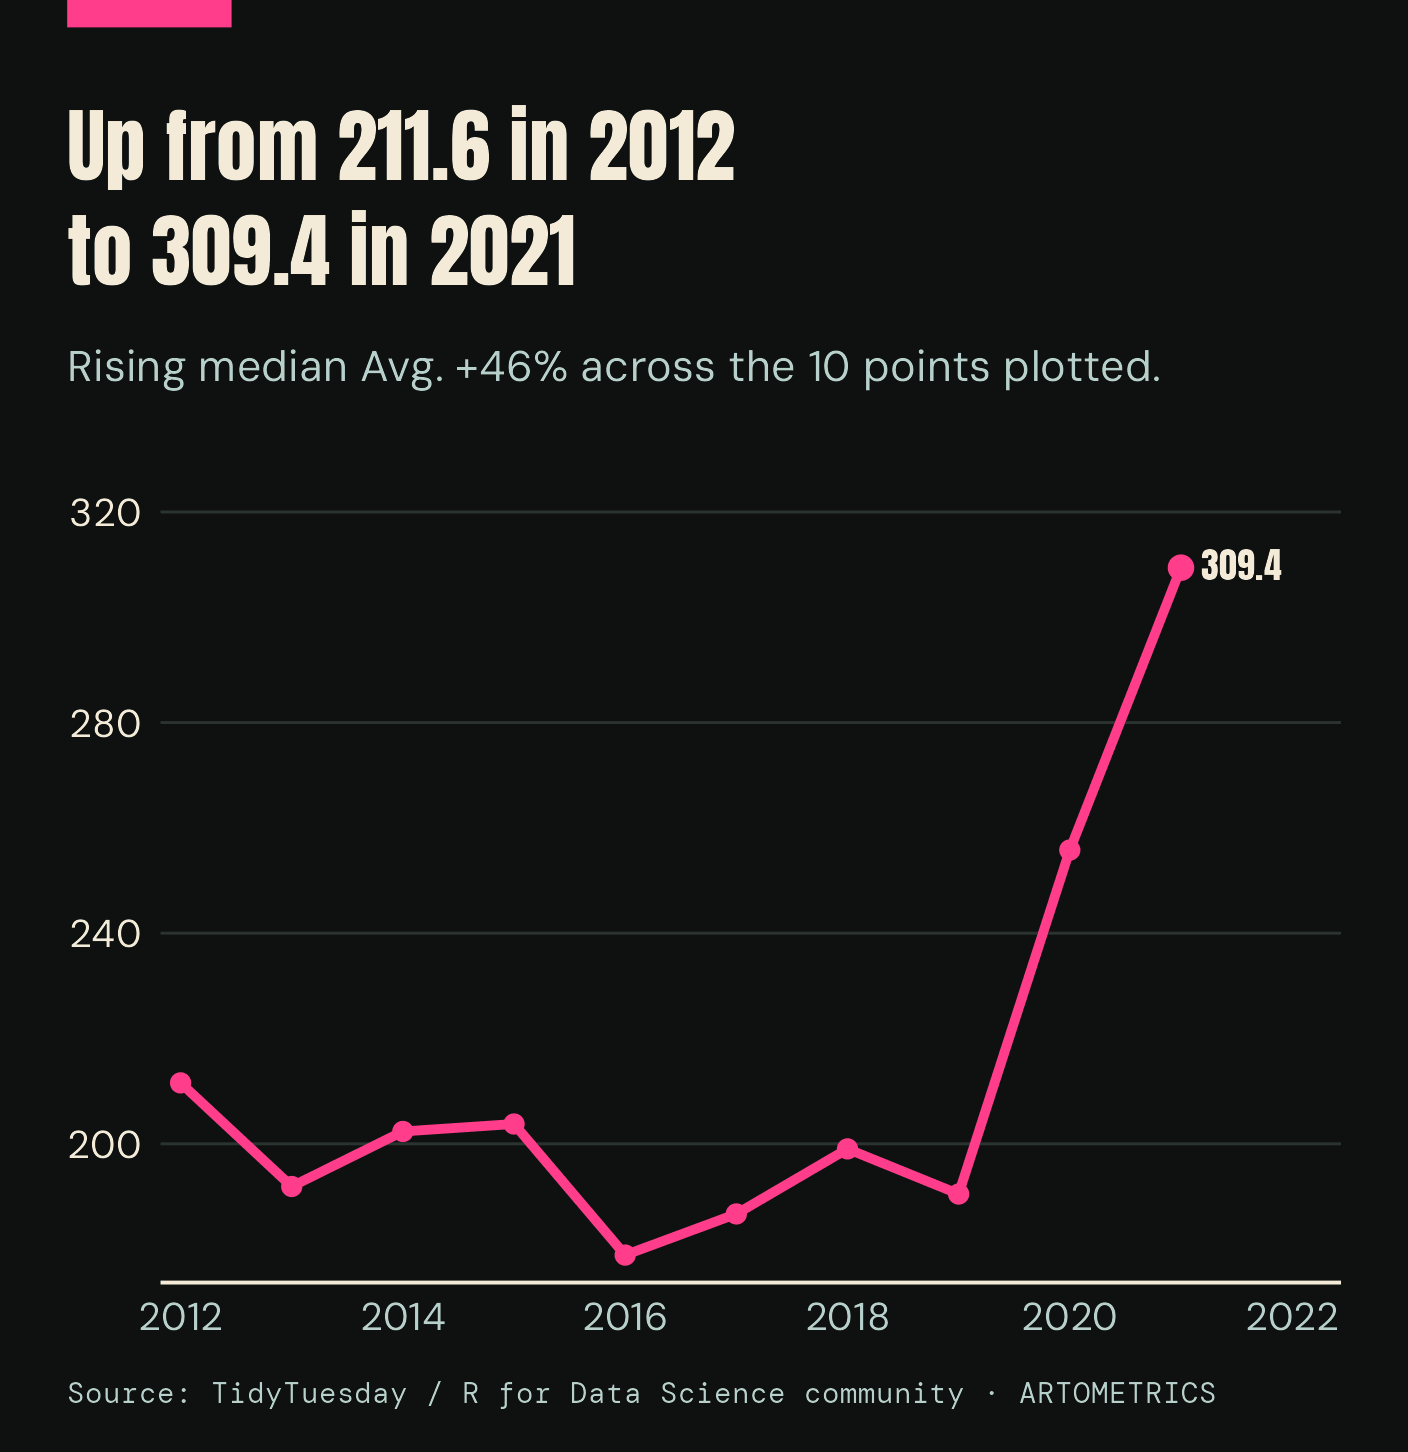 Up from 211.6 in 2012
to 309.4 in 2021
Rising median Avg. +46% across the 10 points plotted.
320
309.4
280
240
200
2012 2014 2016 2018 2020 2022
Source: TidyTuesday / R for Data Science community · ARTOMETRICS